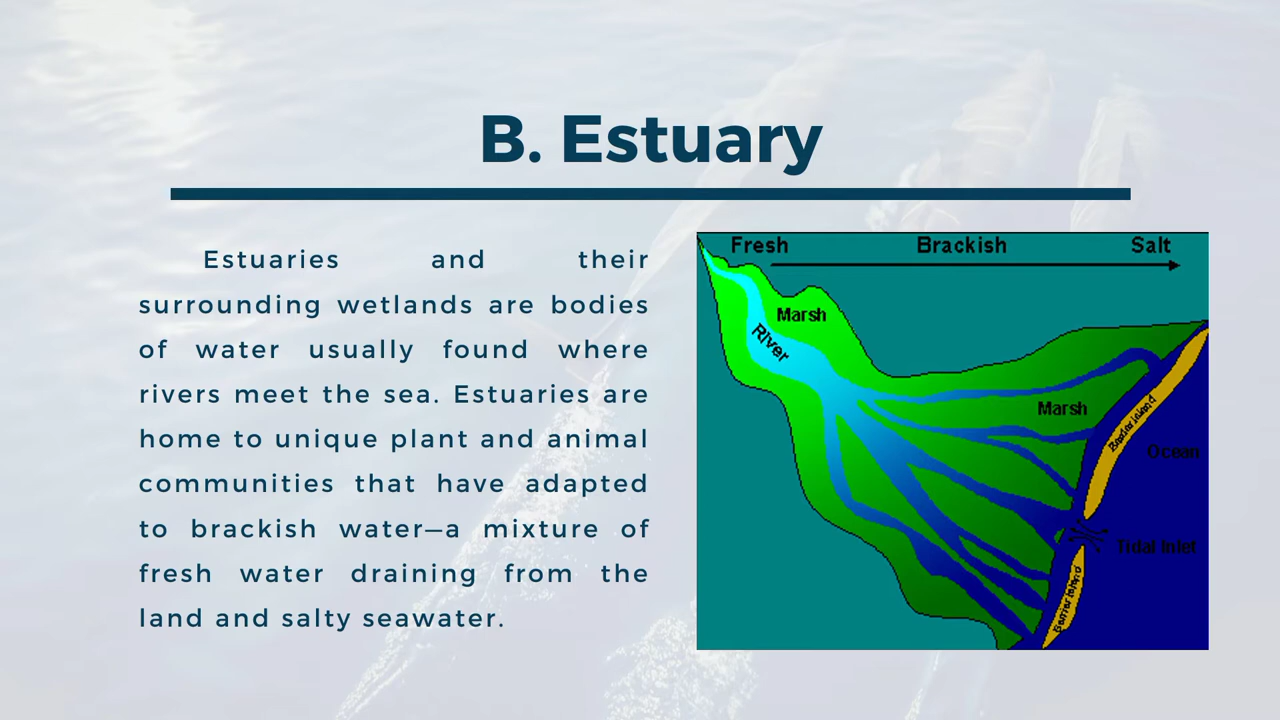 B. Estuary
Estuaries and their
surrounding wetlands are bodies
of water usually found where
rivers meet the sea. Estuaries are
home to unique plant and animal
communities that have adapted
to brackish water—a mixture of
fresh water draining from the
land and salty seawater.
Fresh Brackish Salt
Marsh
River
Marsh
Barrier Island
Ocean
Tidal Inlet
Barrier Island